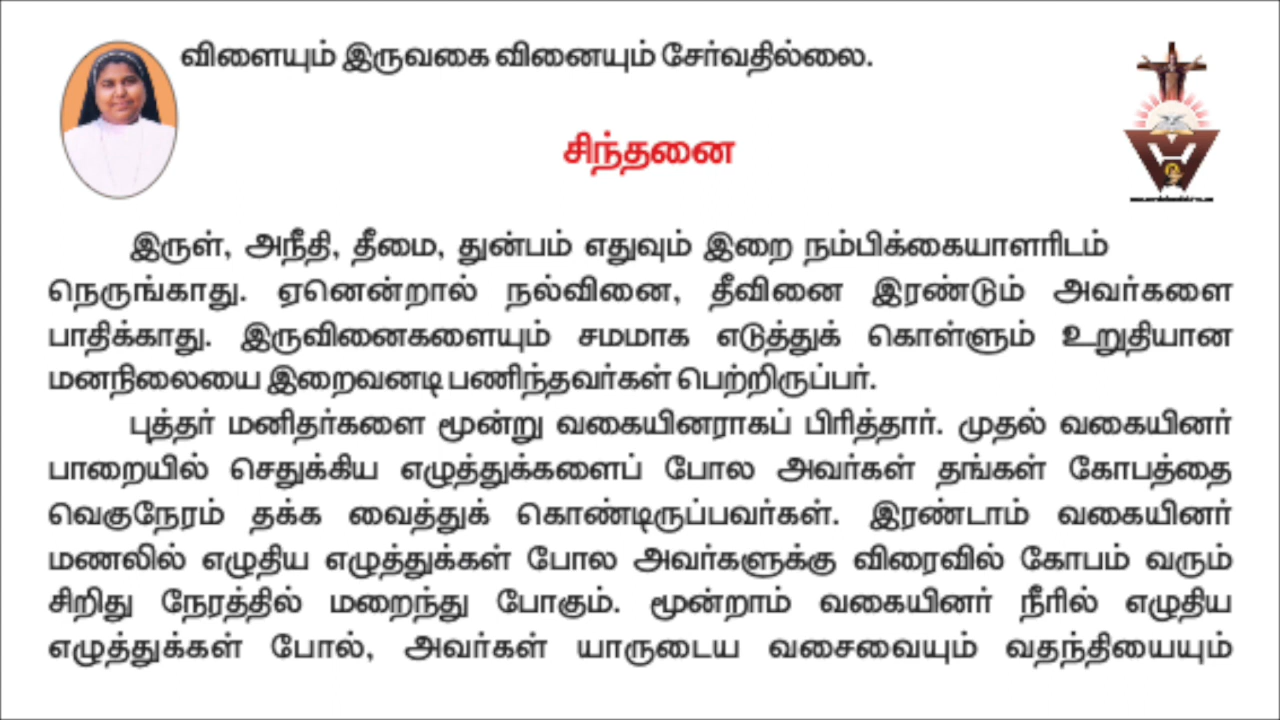 விளையும் இருவகை வினையும் சேர்வதில்லை.
சிந்தனை
இருள், அநீதி, தீமை, துன்பம் எதுவும் இறை நம்பிக்கையாளரிடம்
நெருங்காது. ஏனென்றால் நல்வினை, தீவினை இரண்டும் அவர்களை
பாதிக்காது. இருவினைகளையும் சமமாக எடுத்துக் கொள்ளும் உறுதியான
மனநிலையை இறைவனடி பணிந்தவர்கள் பெற்றிருப்பர்.
புத்தர் மனிதர்களை மூன்று வகையினராகப் பிரித்தார். முதல் வகையினர்
பாறையில் செதுக்கிய எழுத்துக்களைப் போல அவர்கள் தங்கள் கோபத்தை
வெகுநேரம் தக்க வைத்துக் கொண்டிருப்பவர்கள். இரண்டாம் வகையினர்
மணலில் எழுதிய எழுத்துக்கள் போல அவர்களுக்கு விரைவில் கோபம் வரும்
சிறிது நேரத்தில் மறைந்து போகும். மூன்றாம் வகையினர் நீரில் எழுதிய
எழுத்துக்கள் போல், அவர்கள் யாருடைய வசைவையும் வதந்தியையும்